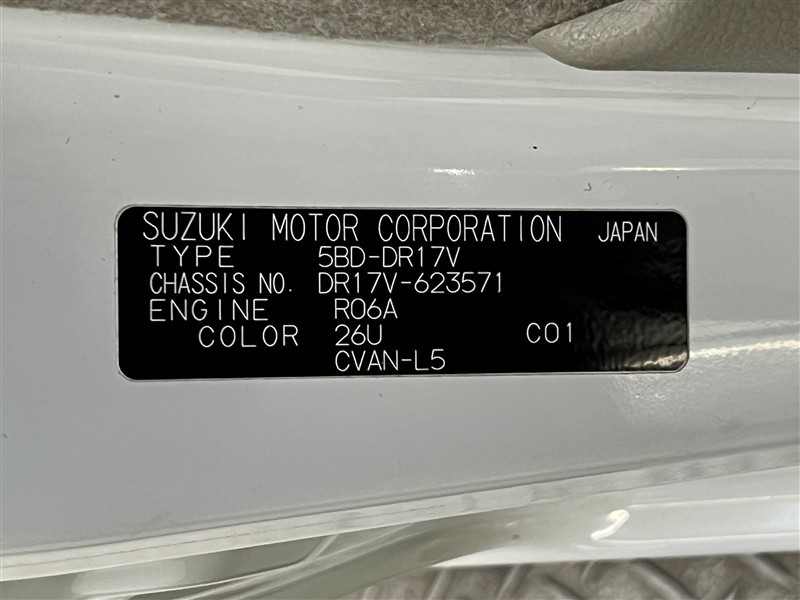 SUZUKI MOTOR CORPORATION JAPAN
TYPE 5BD-DR17V
CHASSIS NO. DR17V-623571
ENGINE R06A
COLOR 26U C01
CVAN-L5